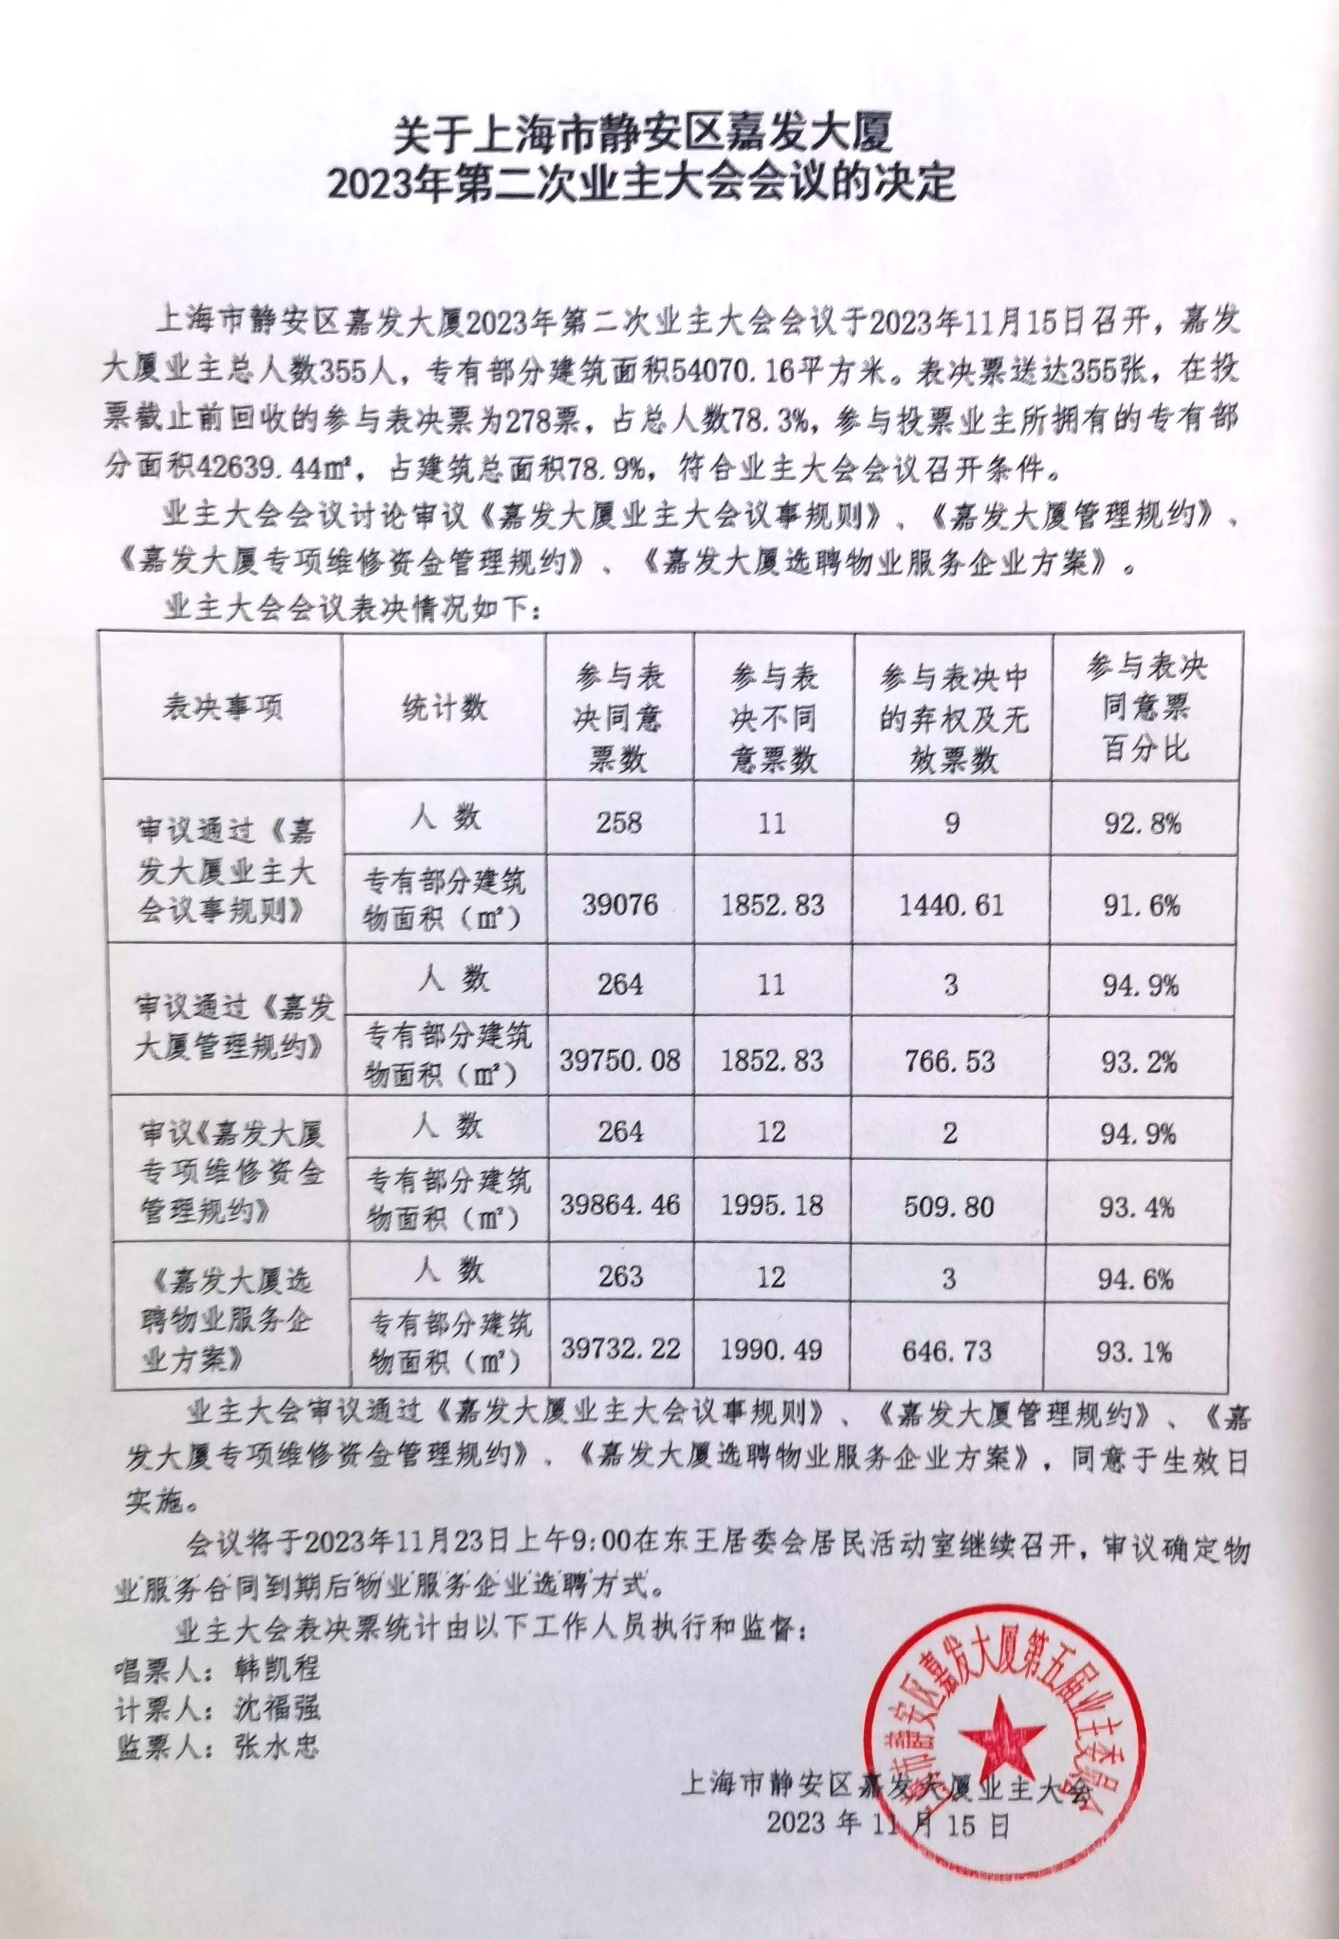 关于上海市静安区嘉发大厦
2023年第二次业主大会会议的决定
上海市静安区嘉发大厦2023年第二次业主大会会议于2023年11月15日召开，嘉发
大厦业主总人数355人，专有部分建筑面积54070.16平方米。表决票送达355张，在投
票截止前回收的参与表决票为278票，占总人数78.3%，参与投票业主所拥有的专有部
分面积42639.44㎡，占建筑总面积78.9%，符合业主大会会议召开条件。
业主大会会议讨论审议《嘉发大厦业主大会议事规则》、《嘉发大厦管理规约》、
《嘉发大厦专项维修资金管理规约》、《嘉发大厦选聘物业服务企业方案》。
业主大会会议表决情况如下：
表决事项
统计数
参与表
决同意
票数
参与表
决不同
意票数
参与表决中
的弃权及无
效票数
参与表决
同意票
百分比
审议通过《嘉
发大厦业主大
会议事规则》
人 数
258
11
9
92.8%
专有部分建筑
物面积（㎡）
39076
1852.83
1440.61
91.6%
审议通过《嘉发
大厦管理规约》
人 数
264
11
3
94.9%
专有部分建筑
物面积（㎡）
39750.08
1852.83
766.53
93.2%
审议《嘉发大厦
专项维修资金
管理规约》
人 数
264
12
2
94.9%
专有部分建筑
物面积（㎡）
39864.46
1995.18
509.80
93.4%
《嘉发大厦选
聘物业服务企
业方案》
人 数
263
12
3
94.6%
专有部分建筑
物面积（㎡）
39732.22
1990.49
646.73
93.1%
业主大会审议通过《嘉发大厦业主大会议事规则》、《嘉发大厦管理规约》、《嘉
发大厦专项维修资金管理规约》、《嘉发大厦选聘物业服务企业方案》，同意于生效日
实施。
会议将于2023年11月23日上午9:00在东王居委会居民活动室继续召开，审议确定物
业服务合同到期后物业服务企业选聘方式。
业主大会表决票统计由以下工作人员执行和监督：
唱票人：韩凯程
计票人：沈福强
监票人：张永忠
上海市静安区嘉发大厦业主大会
2023 年 11 月 15 日
上海市静安区嘉发大厦第五届业主委员会